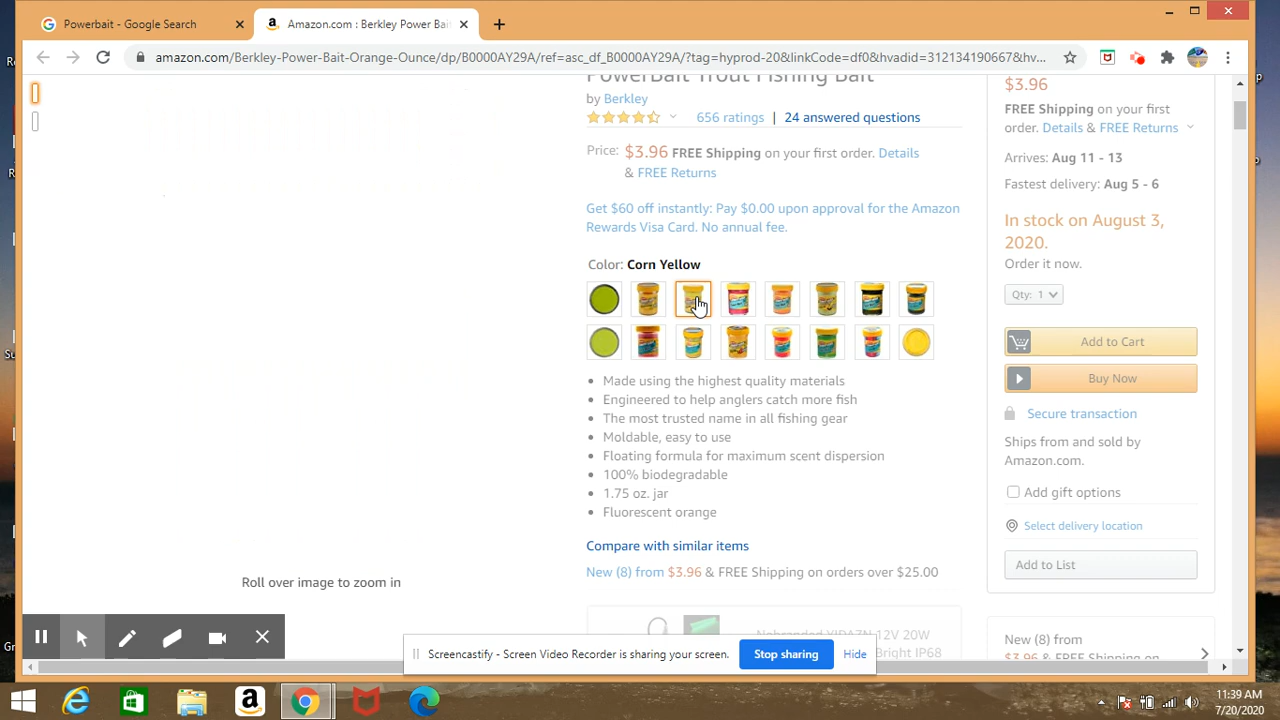 Powerbait - Google Search
Amazon.com : Berkley Power Bai
amazon.com/Berkley-Power-Bait-Orange-Ounce/dp/B0000AY29A/ref=asc_df_B0000AY29A/?tag=hyprod-20&linkCode=df0&hvadid=312134190667&hv...
PowerBait Trout Fishing Bait
by Berkley
656 ratings | 24 answered questions
Price: $3.96 FREE Shipping on your first order. Details
& FREE Returns
Get $60 off instantly: Pay $0.00 upon approval for the Amazon
Rewards Visa Card. No annual fee.
Color: Corn Yellow
Made using the highest quality materials
Engineered to help anglers catch more fish
The most trusted name in all fishing gear
Moldable, easy to use
Floating formula for maximum scent dispersion
100% biodegradable
1.75 oz. jar
Fluorescent orange
Compare with similar items
New (8) from $3.96 & FREE Shipping on orders over $25.00
Roll over image to zoom in
12V 20W
Bright IP68
$3.96
FREE Shipping on your first
order. Details & FREE Returns
Arrives: Aug 11 - 13
Fastest delivery: Aug 5 - 6
In stock on August 3,
2020.
Order it now.
Qty: 1
Add to Cart
Buy Now
Secure transaction
Ships from and sold by
Amazon.com.
Add gift options
Select delivery location
Add to List
New (8) from
$3.96 & FREE Shipping on
Screencastify - Screen Video Recorder is sharing your screen.
Stop sharing
Hide
11:39 AM
7/20/2020